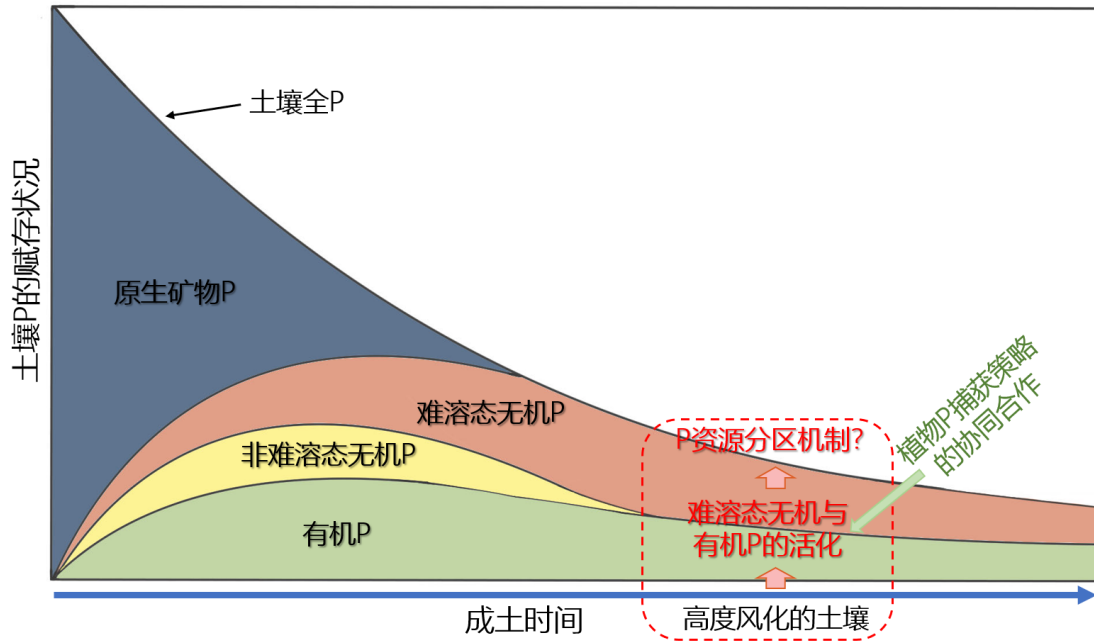 土壤全P
土壤P的赋存状况
原生矿物P
难溶态无机P
非难溶态无机P
有机P
P资源分区机制?
难溶态无机与
有机P的活化
植物P捕获策略
的协同合作
成土时间
高度风化的土壤